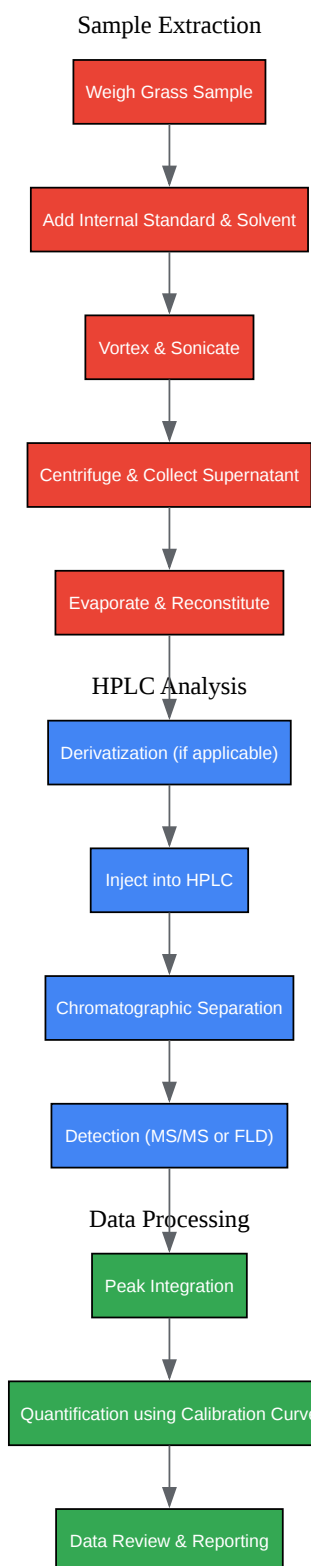 Sample Extraction
Weigh Grass Sample
Add Internal Standard & Solvent
Vortex & Sonicate
Centrifuge & Collect Supernatant
Evaporate & Reconstitute
HPLC Analysis
Derivatization (if applicable)
Inject into HPLC
Chromatographic Separation
Detection (MS/MS or FLD)
Data Processing
Peak Integration
Quantification using Calibration Curve
Data Review & Reporting